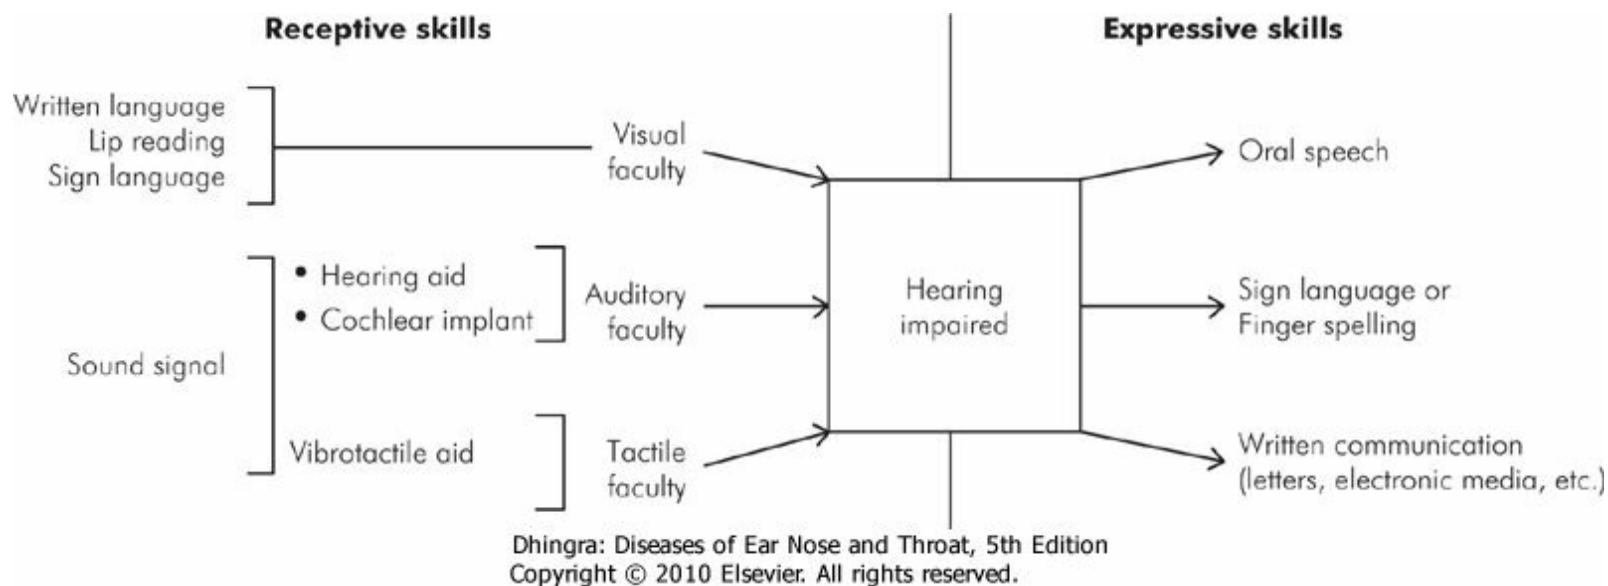 Receptive skills
Expressive skills
Written language
Lip reading
Sign language
Visual
faculty
Oral speech
• Hearing aid
• Cochlear implant
Auditory
faculty
Hearing
impaired
Sign language or
Finger spelling
Sound signal
Vibrotactile aid
Tactile
faculty
Written communication
(letters, electronic media, etc.)
Dhingra: Diseases of Ear Nose and Throat, 5th Edition
Copyright © 2010 Elsevier. All rights reserved.